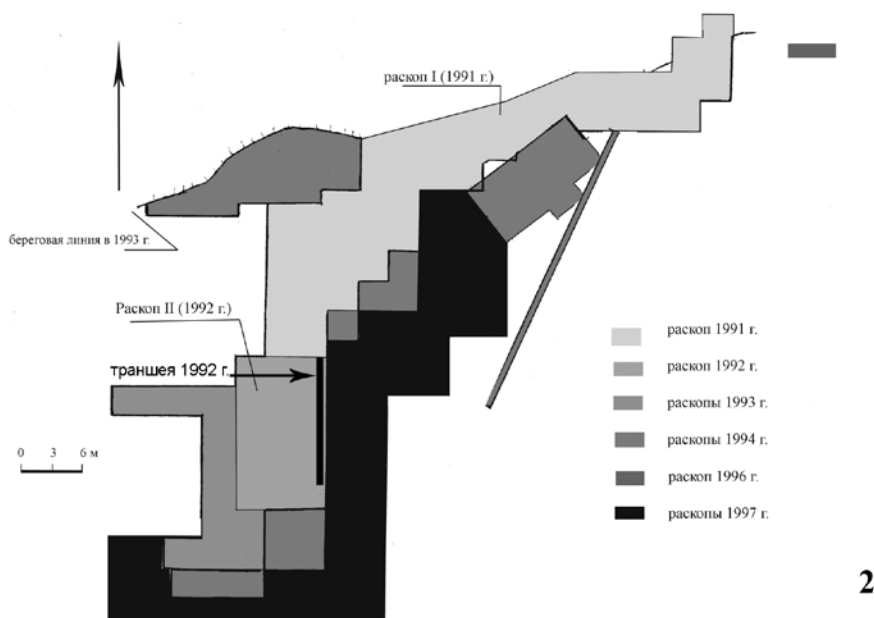 раскоп I (1991 г.)
береговая линия в 1993 г.
Раскоп II (1992 г.)
траншея 1992 г.
0 3 6 м
раскоп 1991 г.
раскоп 1992 г.
раскопы 1993 г.
раскопы 1994 г.
раскоп 1996 г.
раскопы 1997 г.
2